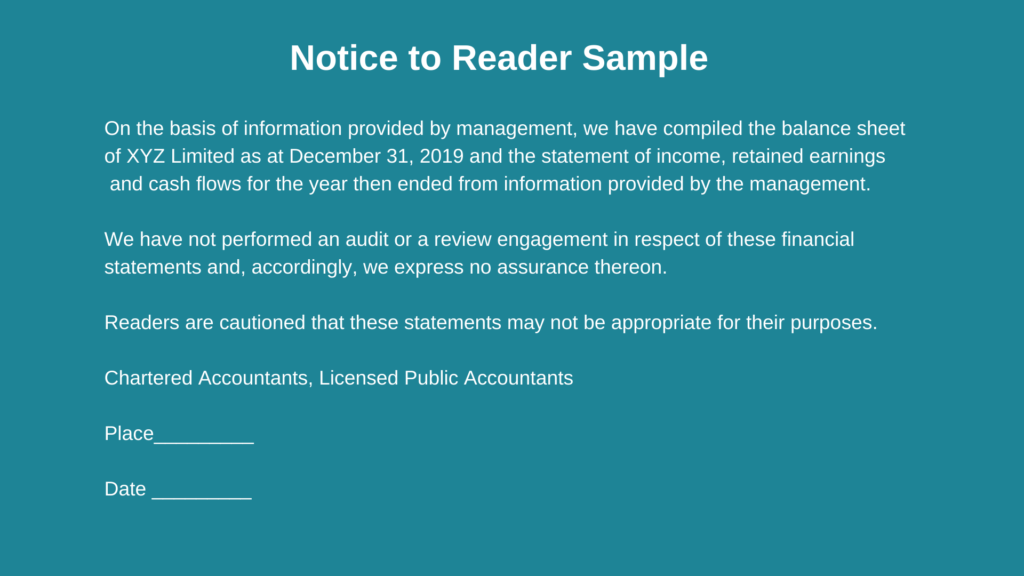 Notice to Reader Sample
On the basis of information provided by management, we have compiled the balance sheet
of XYZ Limited as at December 31, 2019 and the statement of income, retained earnings
and cash flows for the year then ended from information provided by the management.
We have not performed an audit or a review engagement in respect of these financial
statements and, accordingly, we express no assurance thereon.
Readers are cautioned that these statements may not be appropriate for their purposes.
Chartered Accountants, Licensed Public Accountants
Place_________
Date _________